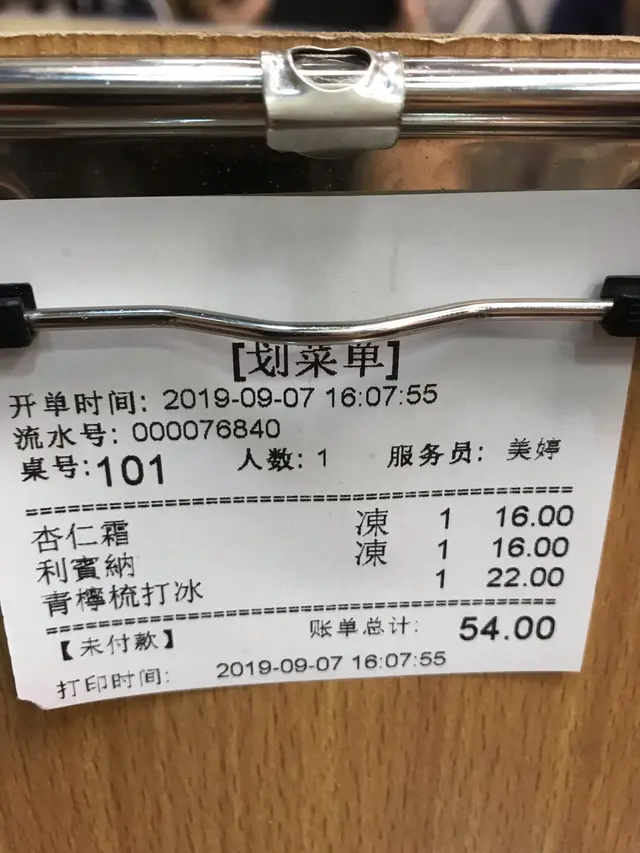 [划菜单]
开单时间: 2019-09-07 16:07:55
流水号: 000076840
桌号:101 人数: 1 服务员: 美婷
杏仁霜 凍 1 16.00
利賓納 凍 1 16.00
青檸梳打冰 1 22.00
【未付款】 账单总计: 54.00
打印时间: 2019-09-07 16:07:55